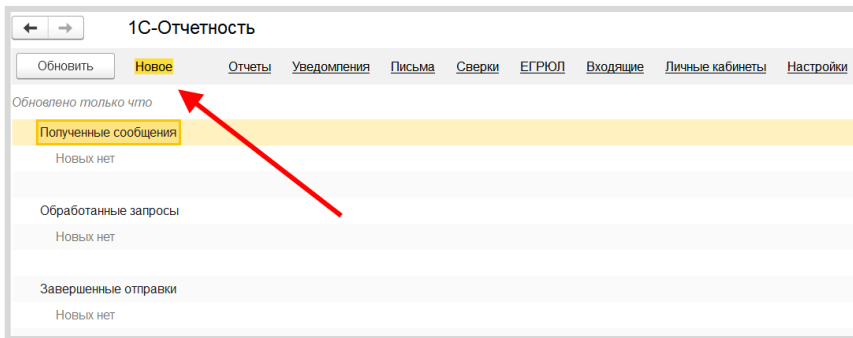 1С-Отчетность
Обновить Новое Отчеты Уведомления Письма Сверки ЕГРЮЛ Входящие Личные кабинеты Настройки
Обновлено только что
Полученные сообщения
Новых нет
Обработанные запросы
Новых нет
Завершенные отправки
Новых нет